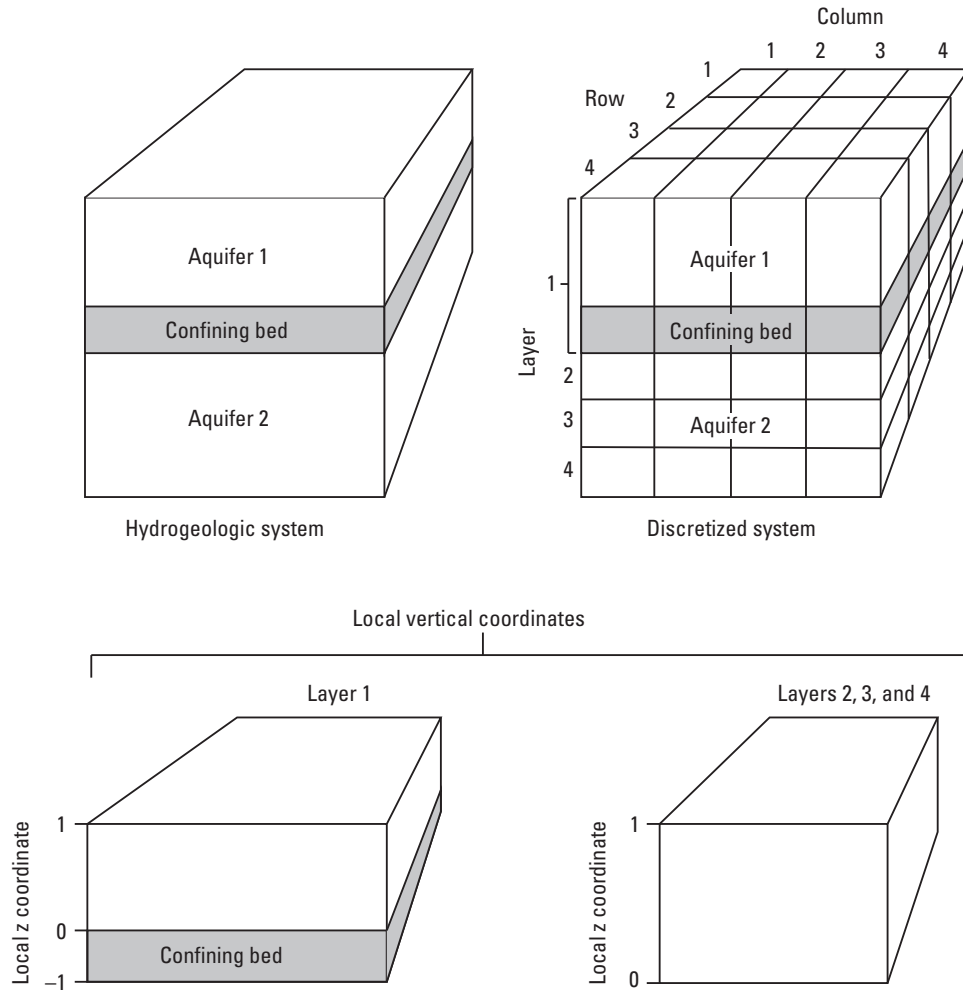 Column
1 2 3 4
Row
1
2
3
4
Aquifer 1
Confining bed
Aquifer 2
Hydrogeologic system
Layer
1
2
3
4
Aquifer 1
Confining bed
Aquifer 2
Discretized system
Local vertical coordinates
Layer 1
Local z coordinate
1
0
–1
Confining bed
Layers 2, 3, and 4
Local z coordinate
1
0